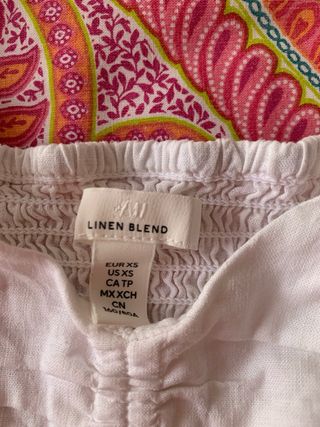 H&M
LINEN BLEND
EUR XS
US XS
CA TP
MX XCH
CN
160/80A